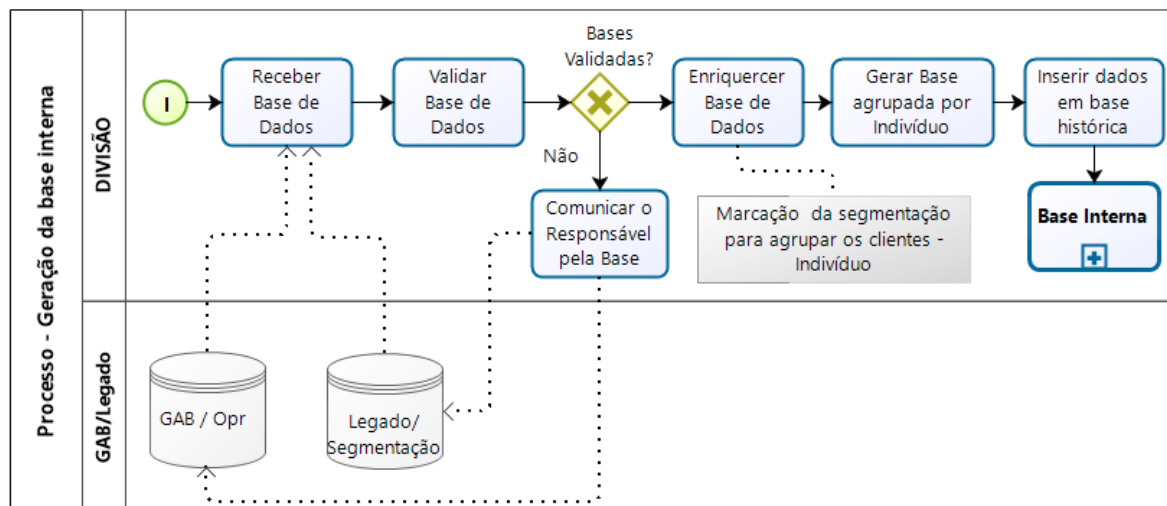 Processo - Geração da base interna
DIVISÃO
I
Receber
Base de
Dados
Validar
Base de
Dados
Bases
Validadas?
Não
Comunicar o
Responsável
pela Base
Enriquercer
Base de
Dados
Marcação da segmentação
para agrupar os clientes -
Indivíduo
Gerar Base
agrupada por
Indivíduo
Inserir dados
em base
histórica
Base Interna
GAB/Legado
GAB / Opr
Legado/
Segmentação